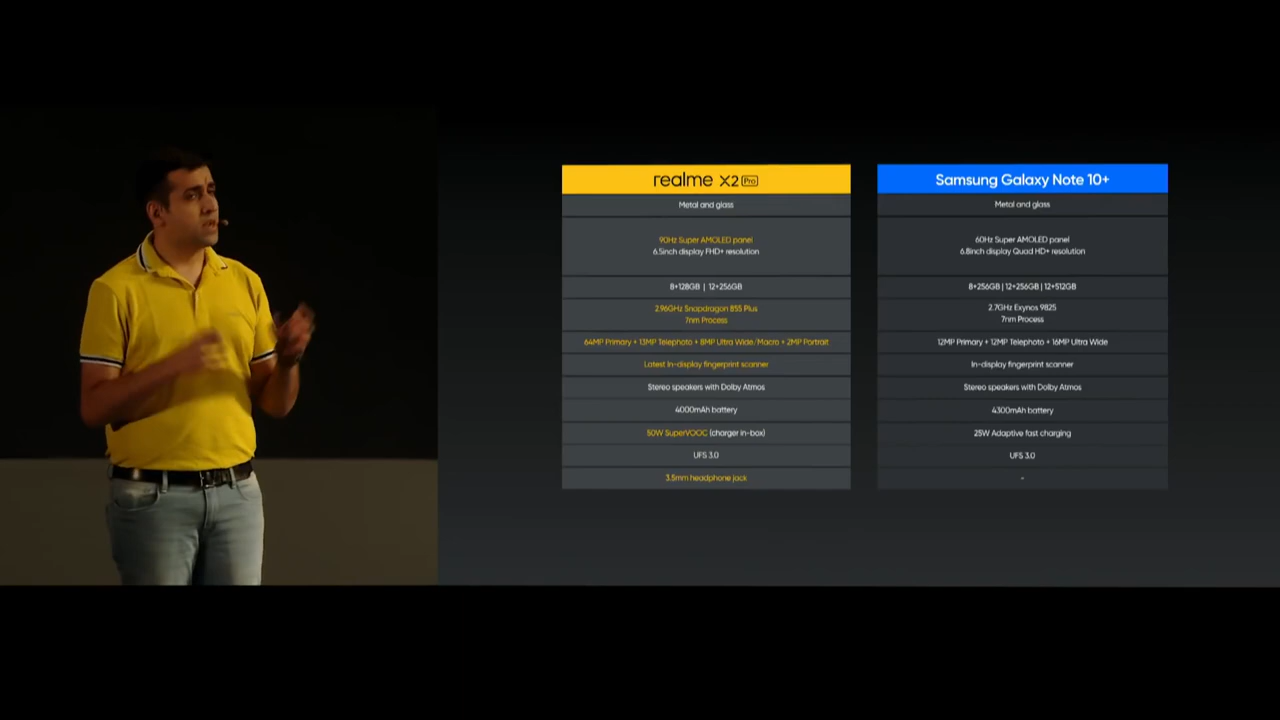 realme X2 Pro
Metal and glass
90Hz Super AMOLED panel
6.5inch display FHD+ resolution
8+128GB | 12+256GB
2.96GHz Snapdragon 855 Plus
7nm Process
64MP Primary + 13MP Telephoto + 8MP Ultra Wide/Macro + 2MP Portrait
Latest In-display fingerprint scanner
Stereo speakers with Dolby Atmos
4000mAh battery
50W SuperVOOC (charger in-box)
UFS 3.0
3.5mm headphone jack
Samsung Galaxy Note 10+
Metal and glass
60Hz Super AMOLED panel
6.8inch display Quad HD+ resolution
8+256GB | 12+256GB | 12+512GB
2.7GHz Exynos 9825
7nm Process
12MP Primary + 12MP Telephoto + 16MP Ultra Wide
In-display fingerprint scanner
Stereo speakers with Dolby Atmos
4300mAh battery
25W Adaptive fast charging
UFS 3.0
-